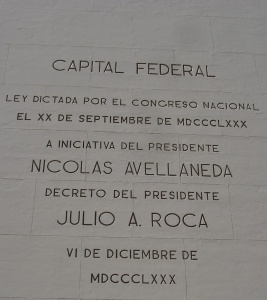 CAPITAL FEDERAL
LEY DICTADA POR EL CONGRESO NACIONAL
EL XX DE SEPTIEMBRE DE MDCCCLXXX
A INICIATIVA DEL PRESIDENTE
NICOLAS AVELLANEDA
DECRETO DEL PRESIDENTE
JULIO A. ROCA
VI DE DICIEMBRE DE
MDCCCLXXX